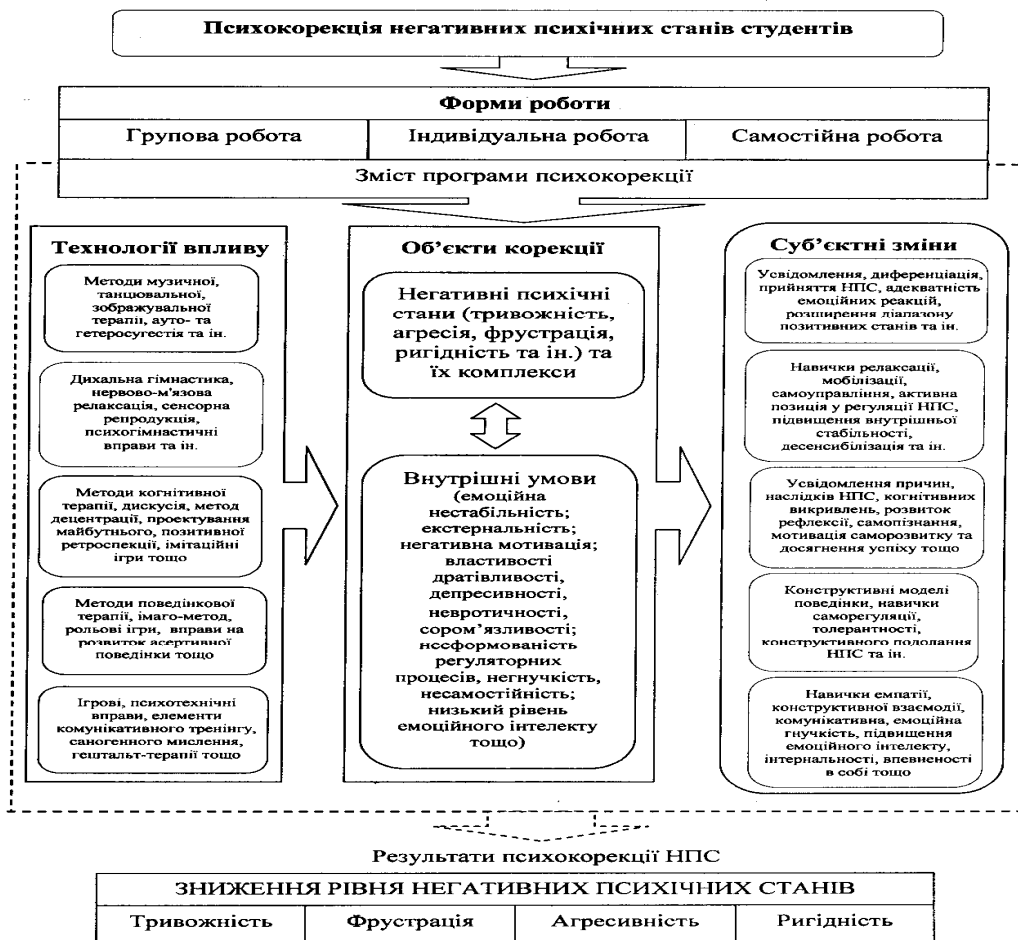 Психокорекція негативних психічних станів студентів
Форми роботи
Групова робота
Індивідуальна робота
Самостійна робота
Зміст програми психокорекції
Технології впливу
Методи музичної,
танцювальної,
зображувальної
терапії, ауто- та
гетеросугестія та ін.
Дихальна гімнастика,
нервово-м'язова
релаксація, сенсорна
репродукція,
психогімнастичні
вправи та ін.
Методи когнітивної
терапії, дискусія, метод
децентрації, проектування
майбутнього, позитивної
ретроспекції, імітаційні
ігри тощо
Методи поведінкової
терапії, імаго-метод,
рольові ігри, вправи на
розвиток асертивної
поведінки тощо
Ігрові, психотехнічні
вправи, елементи
комунікативного тренінгу,
саногенного мислення,
гештальт-терапії тощо
Об’єкти корекції
Негативні психічні
стани (тривожність,
агресія, фрустрація,
ригідність та ін.) та
їх комплекси
Внутрішні умови
(емоційна
нестабільність;
екстернальність;
негативна мотивація;
властивості
дратівливості,
депресивності,
невротичності,
сором’язливості;
несформованість
регуляторних
процесів, негнучкість,
несамостійність;
низький рівень
емоційного інтелекту
тощо)
Суб’єктні зміни
Усвідомлення, диференціація,
прийняття НПС, адекватність
емоційних реакцій,
розширення діапазону
позитивних станів та ін.
Навички релаксації,
мобілізації,
самоуправління, активна
позиція у регуляції НПС,
підвищення внутрішньої
стабільності,
десенсибілізація та ін.
Усвідомлення причин,
наслідків НПС, когнітивних
викривлень, розвиток
рефлексії, самопізнання,
мотивація саморозвитку та
досягнення успіху тощо
Конструктивні моделі
поведінки, навички
саморегуляції,
толерантності,
конструктивного подолання
НПС та ін.
Навички емпатії,
конструктивної взаємодії,
комунікативна, емоційна
гнучкість, підвищення
емоційного інтелекту,
інтернальності, впевненості
в собі тощо
Результати психокорекції НПС
ЗНИЖЕННЯ РІВНЯ НЕГАТИВНИХ ПСИХІЧНИХ СТАНІВ
Тривожність
Фрустрація
Агресивність
Ригідність